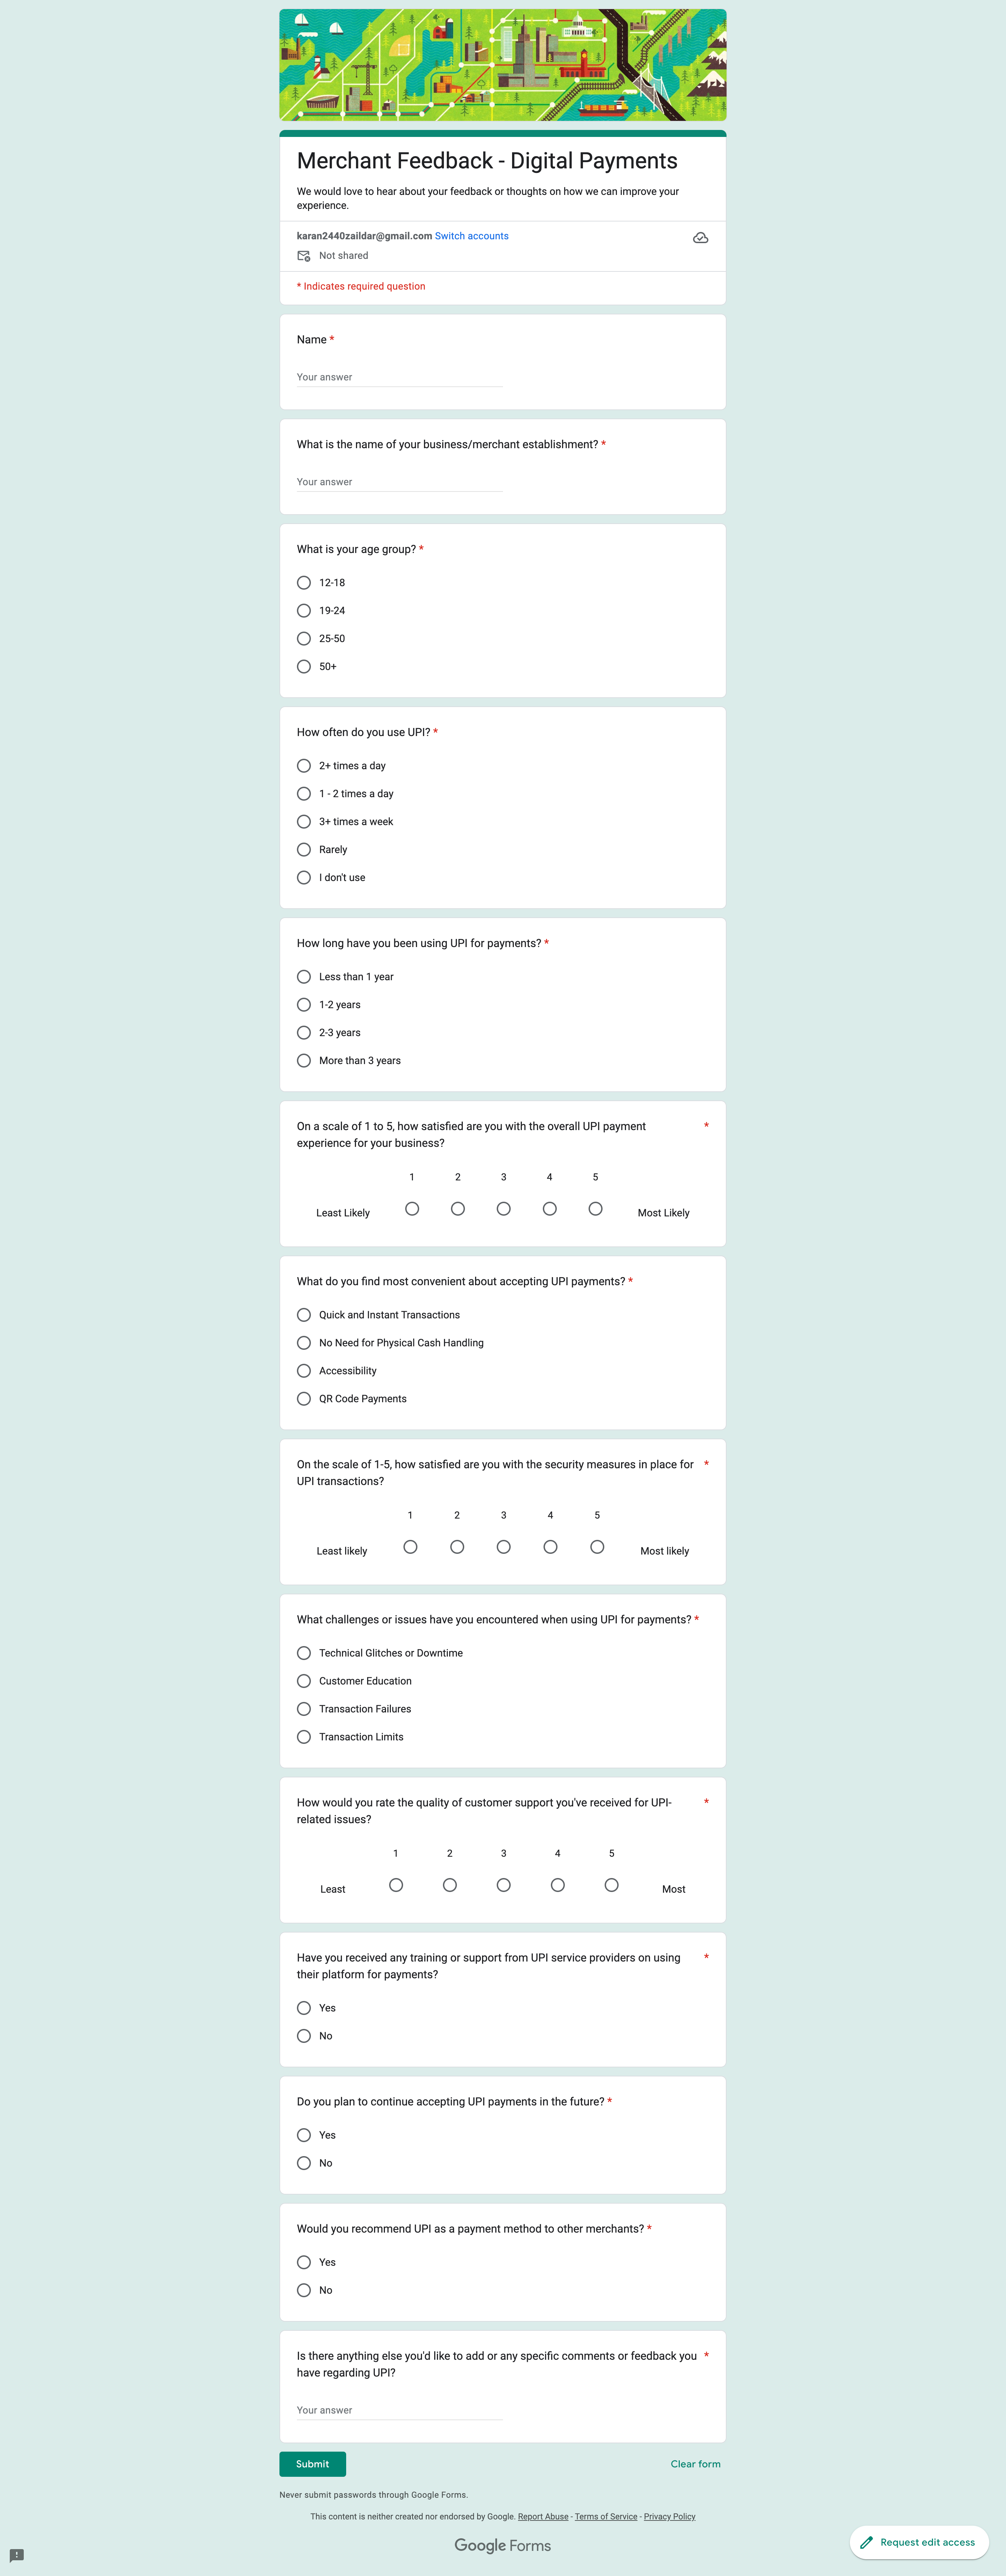 Merchant Feedback - Digital Payments
We would love to hear about your feedback or thoughts on how we can improve your
experience.
karan2440zaildar@gmail.com Switch accounts
Not shared
* Indicates required question
Name *
Your answer
What is the name of your business/merchant establishment? *
Your answer
What is your age group? *
12-18
19-24
25-50
50+
How often do you use UPI? *
2+ times a day
1 - 2 times a day
3+ times a week
Rarely
I don't use
How long have you been using UPI for payments? *
Less than 1 year
1-2 years
2-3 years
More than 3 years
On a scale of 1 to 5, how satisfied are you with the overall UPI payment *
experience for your business?
1 2 3 4 5
Least Likely Most Likely
What do you find most convenient about accepting UPI payments? *
Quick and Instant Transactions
No Need for Physical Cash Handling
Accessibility
QR Code Payments
On the scale of 1-5, how satisfied are you with the security measures in place for *
UPI transactions?
1 2 3 4 5
Least likely Most likely
What challenges or issues have you encountered when using UPI for payments? *
Technical Glitches or Downtime
Customer Education
Transaction Failures
Transaction Limits
How would you rate the quality of customer support you've received for UPI- *
related issues?
1 2 3 4 5
Least Most
Have you received any training or support from UPI service providers on using *
their platform for payments?
Yes
No
Do you plan to continue accepting UPI payments in the future? *
Yes
No
Would you recommend UPI as a payment method to other merchants? *
Yes
No
Is there anything else you'd like to add or any specific comments or feedback you *
have regarding UPI?
Your answer
Submit Clear form
Never submit passwords through Google Forms.
This content is neither created nor endorsed by Google. Report Abuse - Terms of Service - Privacy Policy
Google Forms
Request edit access